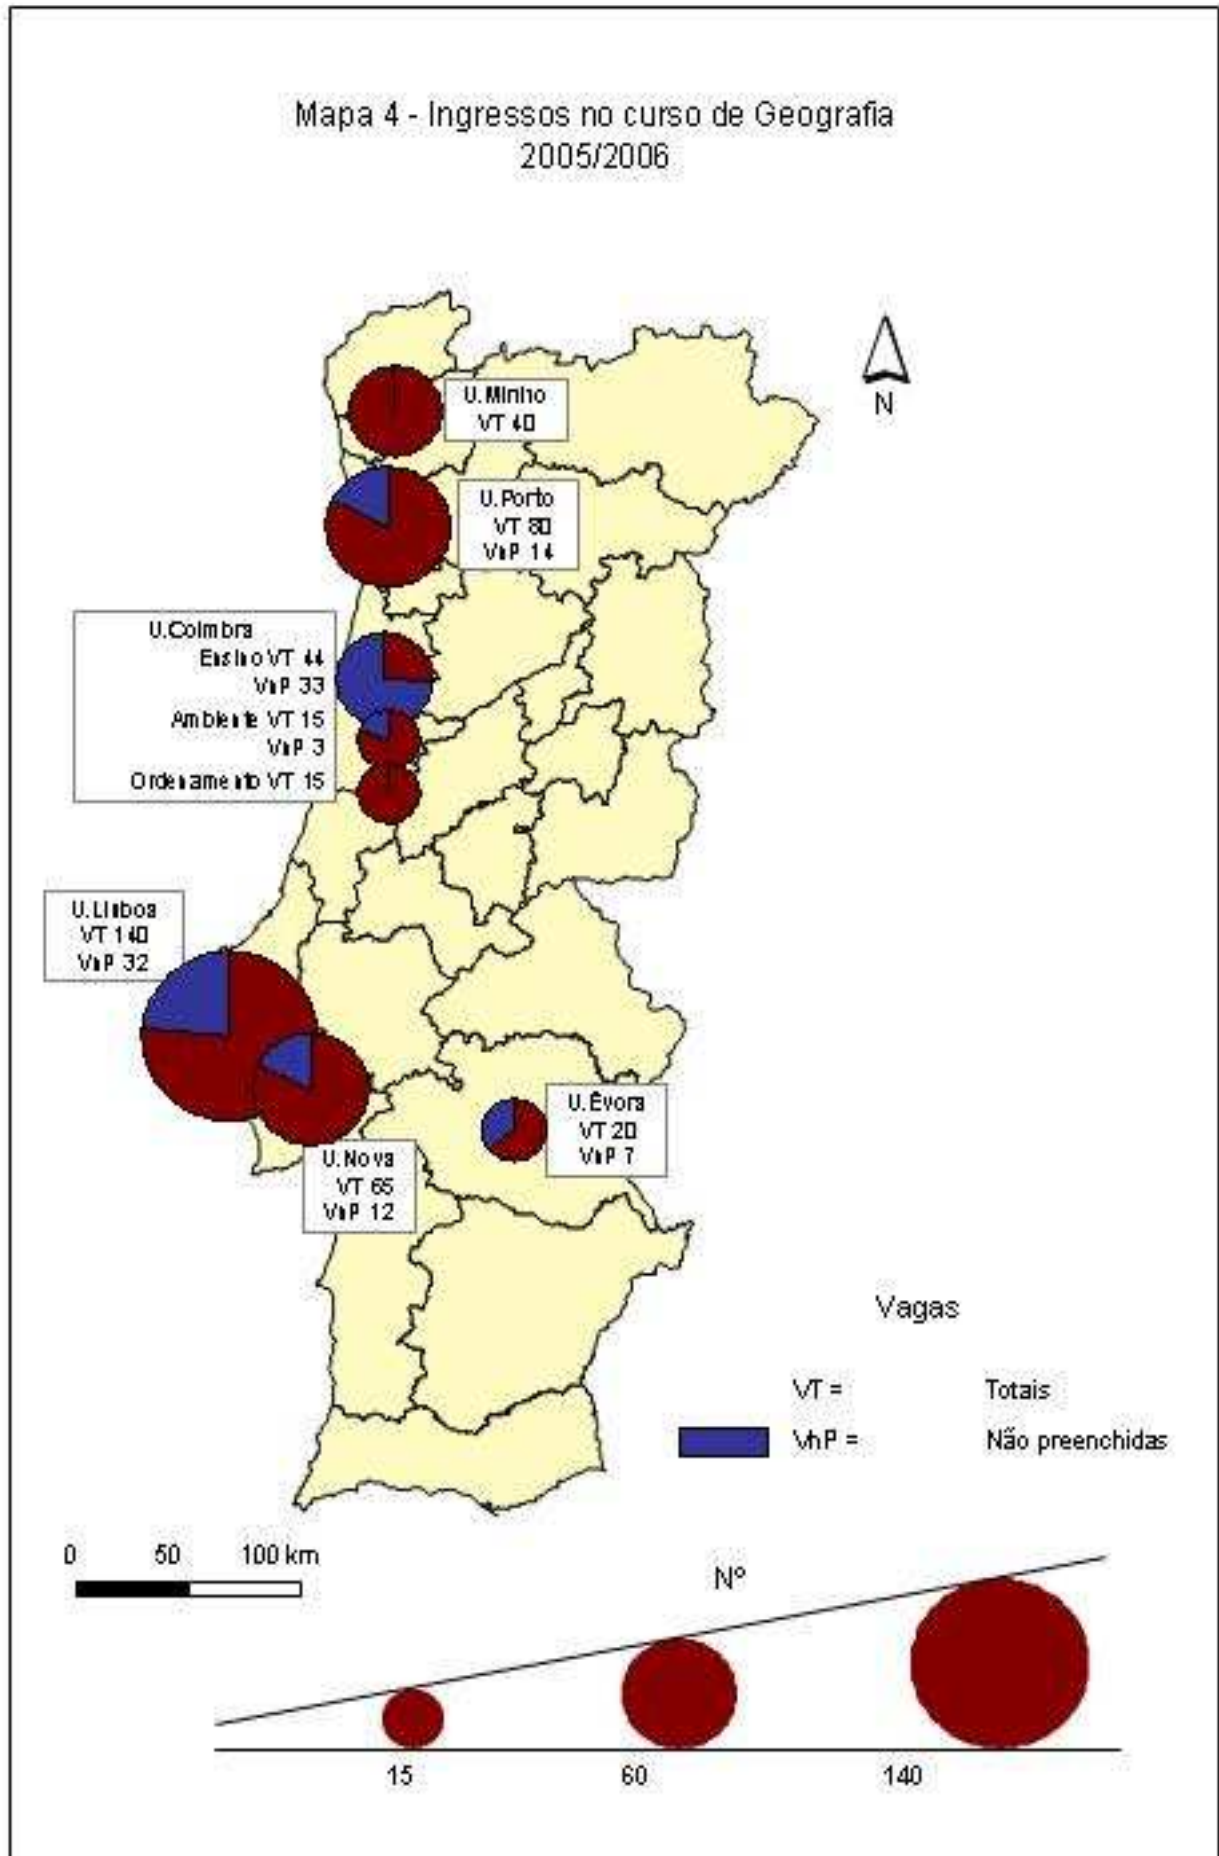 Mapa 4 - Ingressos no curso de Geografia
2005/2006
N
U.Minho
VT 40
U.Porto
VT 80
VnP 14
U.Coimbra
Ensino VT 44
VnP 33
Ambiente VT 15
VnP 3
Ordenamento VT 15
U.Lisboa
VT 140
VnP 32
U.Nova
VT 65
VnP 12
U.Évora
VT 20
VnP 7
Vagas
VT = Totais
VnP = Não preenchidas
0 50 100 km
Nº
15 60 140